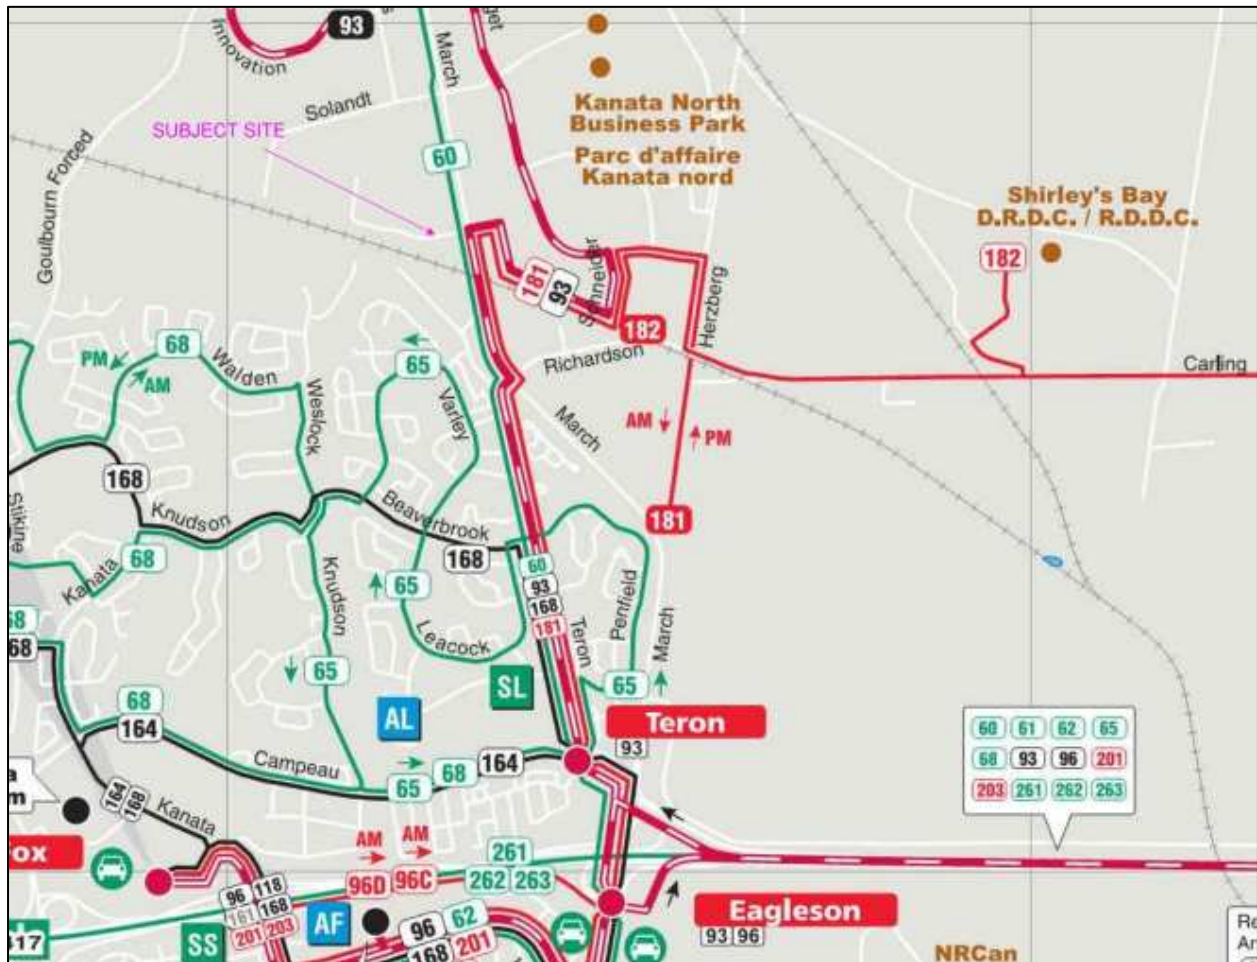 93
Innovation
March
Solandt
Kanata North
Business Park
Parc d'affaire
Kanata nord
SUBJECT SITE
60
Goulbourn Forced
Shirley's Bay
D.R.D.C. / R.D.D.C.
182
181
93
182
Herzberg
Richardson
Carling
PM
68
AM
Walden
65
Varley
Weslock
March
AM
PM
181
168
Knudson
Beaverbrook
168
Stikine
Kanata
68
Knudson
65
Leacock
60
93
168
181
Teron
Penfield
March
65
68
168
65
SL
AL
Teron
93
68
164
Campeau
65
68
164
60 61 62 65
68 93 96 201
203 261 262 263
164
168
Kanata
AM
AM
96D
96C
261
262 263
96 118
161 168
201 203
417
SS
AF
96 62
168 201
Eagleson
93 96
NRCan